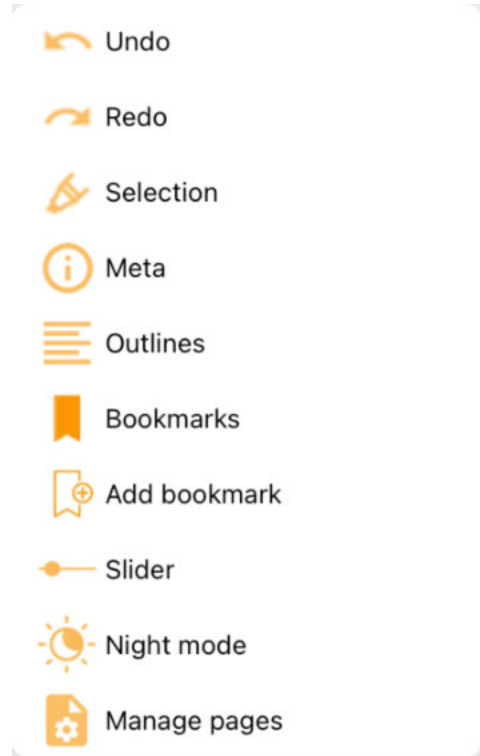 Undo
Redo
Selection
Meta
Outlines
Bookmarks
Add bookmark
Slider
Night mode
Manage pages